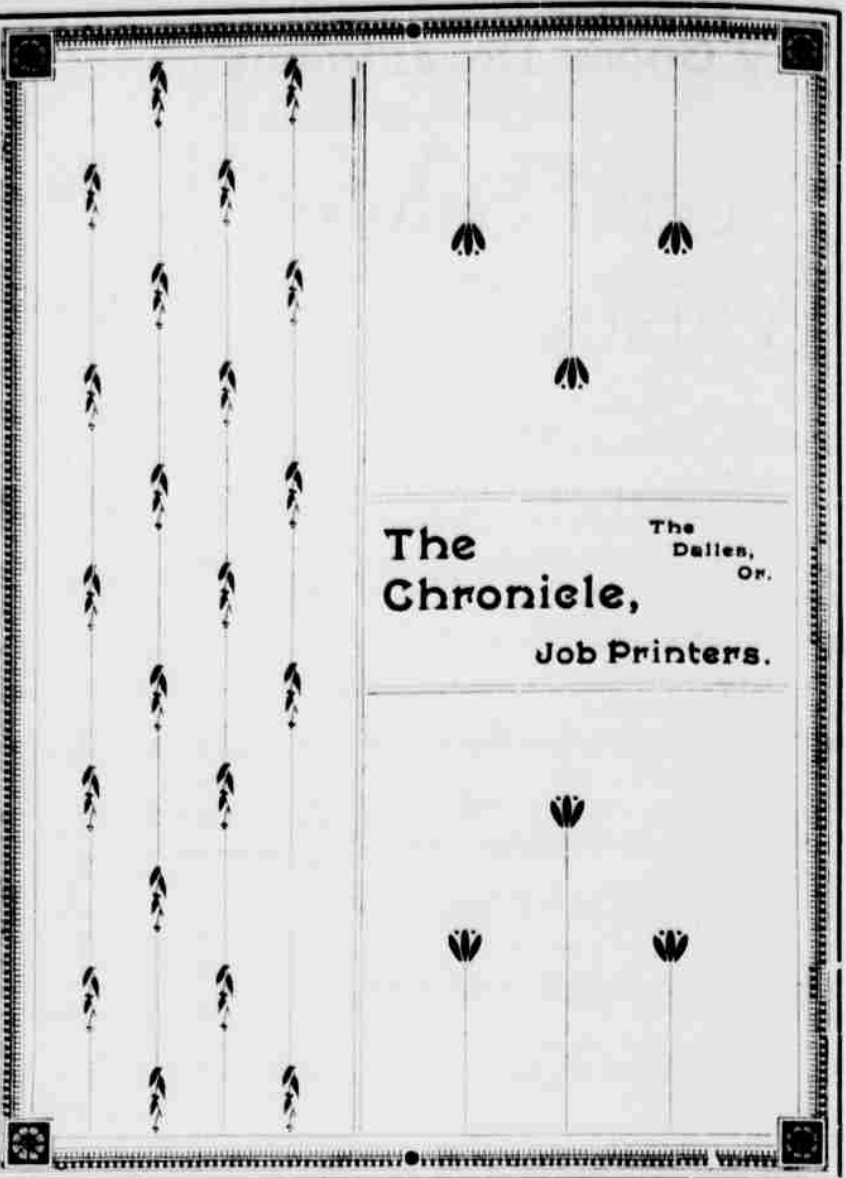 The
Chronicle,
The
Dalles,
Or.
Job Printers.